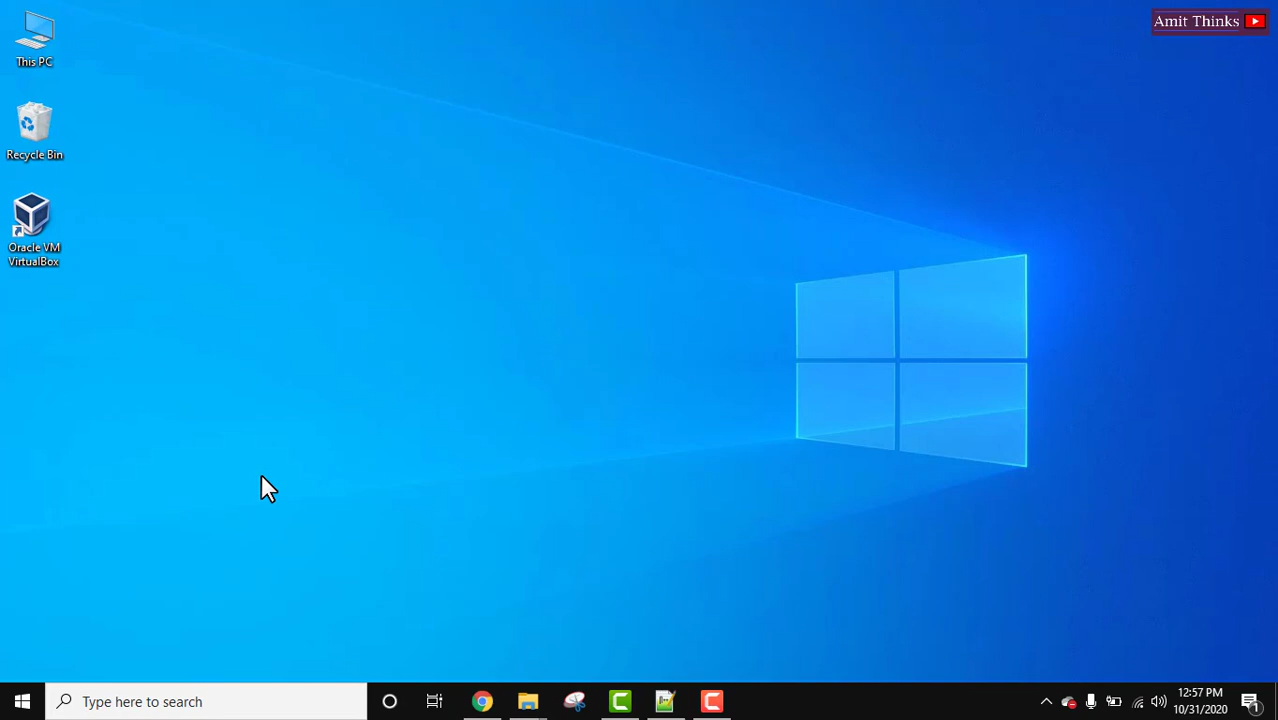 Amit Thinks
This PC
Recycle Bin
Oracle VM
VirtualBox
Type here to search
12:57 PM
10/31/2020
1